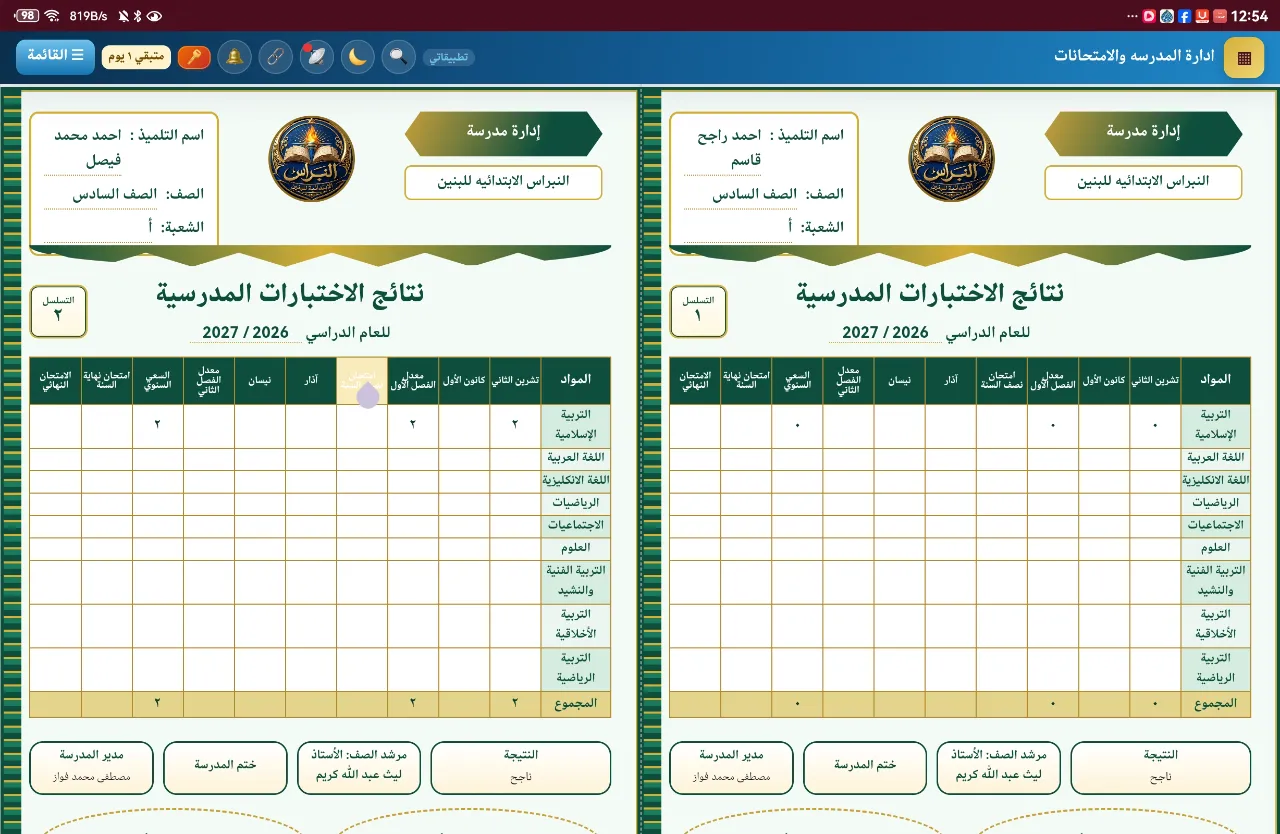 98 819B/s 12:54
ادارة المدرسه والامتحانات
تطبيقاتي
متبقي ١ يوم
☰ القائمة
إدارة مدرسة
النبراس الابتدائيه للبنين
النبراس
اسم التلميذ : احمد راجح قاسم
الصف: الصف السادس
الشعبة: أ
نتائج الاختبارات المدرسية
للعام الدراسي 2026 / 2027
التسلسل
١
المواد تشرين الثاني كانون الأول معدل الفصل الأول امتحان نصف السنة آذار نيسان معدل الفصل الثاني السعي السنوي امتحان نهاية السنة الامتحان النهائي
التربية الإسلامية ٠ ٠ ٠
اللغة العربية
اللغة الانكليزية
الرياضيات
الاجتماعيات
العلوم
التربية الفنية والنشيد
التربية الأخلاقية
التربية الرياضية
المجموع ٠ ٠ ٠
النتيجة
ناجح
مرشد الصف: الأستاذ
ليث عبد الله كريم
ختم المدرسة
مدير المدرسة
مصطفى محمد فواز
إدارة مدرسة
النبراس الابتدائيه للبنين
النبراس
اسم التلميذ : احمد محمد فيصل
الصف: الصف السادس
الشعبة: أ
نتائج الاختبارات المدرسية
للعام الدراسي 2026 / 2027
التسلسل
٢
المواد تشرين الثاني كانون الأول معدل الفصل الأول امتحان آذار نيسان معدل الفصل الثاني السعي السنوي امتحان نهاية السنة الامتحان النهائي
التربية الإسلامية ٢ ٢ ٢
اللغة العربية
اللغة الانكليزية
الرياضيات
الاجتماعيات
العلوم
التربية الفنية والنشيد
التربية الأخلاقية
التربية الرياضية
المجموع ٢ ٢ ٢
النتيجة
ناجح
مرشد الصف: الأستاذ
ليث عبد الله كريم
ختم المدرسة
مدير المدرسة
مصطفى محمد فواز